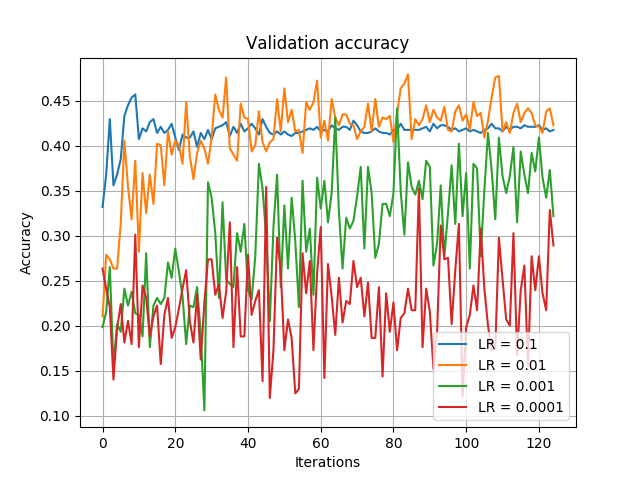 Validation accuracy
Accuracy
0.45
0.40
0.35
0.30
0.25
0.20
0.15
0.10
LR = 0.1
LR = 0.01
LR = 0.001
LR = 0.0001
0 20 40 60 80 100 120
Iterations